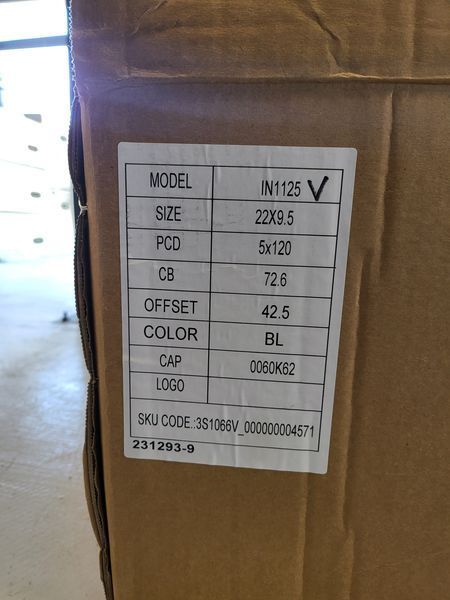 MODEL IN1125 V
SIZE 22X9.5
PCD 5x120
CB 72.6
OFFSET 42.5
COLOR BL
CAP 0060K62
LOGO
SKU CODE.:3S1066V_000000004571
231293-9